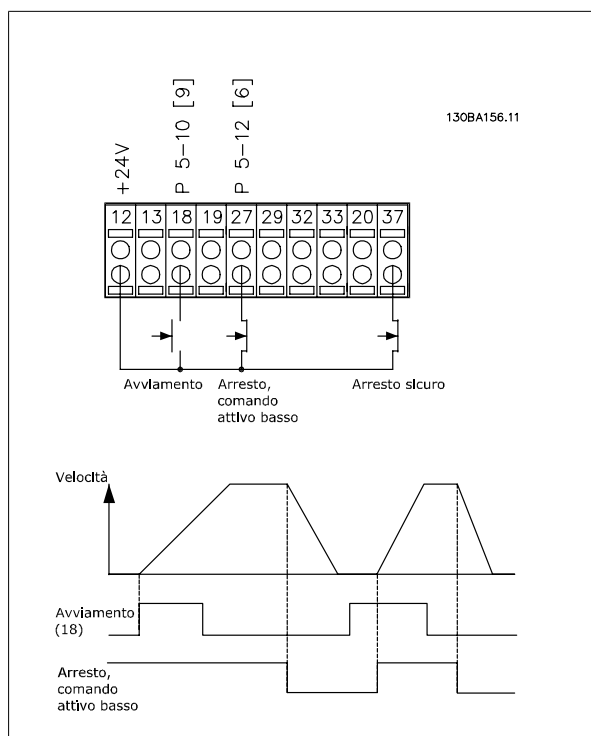 +24V
P 5-10 [9]
P 5-12 [6]
130BA156.11
12 13 18 19 27 29 32 33 20 37
Avviamento
Arresto,
comando
attivo basso
Arresto sicuro
Velocità
Avviamento
(18)
Arresto,
comando
attivo basso